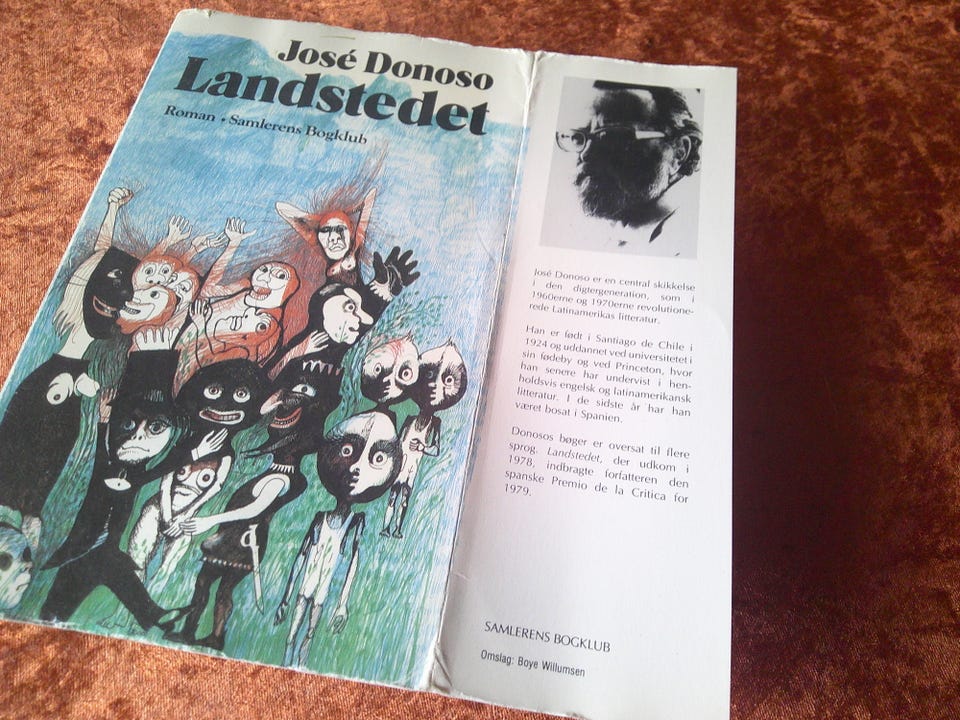 José Donoso
Landstedet
Roman • Samlerens Bogklub
José Donoso er en central skikkelse
i den digtergeneration, som i
1960erne og 1970erne revolutione-
rede Latinamerikas litteratur.
Han er født i Santiago de Chile i
1924 og uddannet ved universitetet i
sin fødeby og ved Princeton, hvor
han senere har undervist i hen-
holdsvis engelsk og latinamerikansk
litteratur. I de sidste år har han
været bosat i Spanien.
Donosos bøger er oversat til flere
sprog. Landstedet, der udkom i
1978, indbragte forfatteren den
spanske Premio de la Critica for
1979.
SAMLERENS BOGKLUB
Omslag: Boye Willumsen